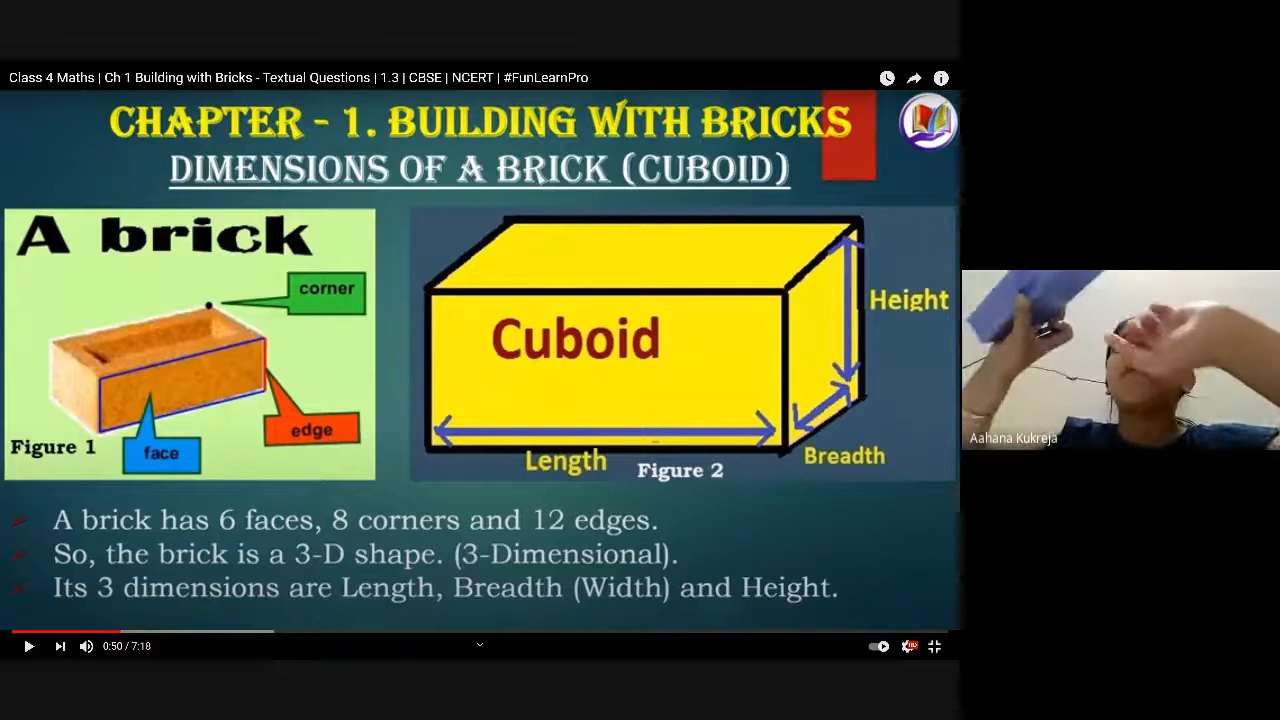 Class 4 Maths | Ch 1 Building with Bricks - Textual Questions | 1.3 | CBSE | NCERT | #FunLearnPro
CHAPTER - 1. BUILDING WITH BRICKS
DIMENSIONS OF A BRICK (CUBOID)
A brick
corner
edge
face
Figure 1
Cuboid
Height
Length
Breadth
Figure 2
A brick has 6 faces, 8 corners and 12 edges.
So, the brick is a 3-D shape. (3-Dimensional).
Its 3 dimensions are Length, Breadth (Width) and Height.
0:50 / 7:18
Aahana Kukreja